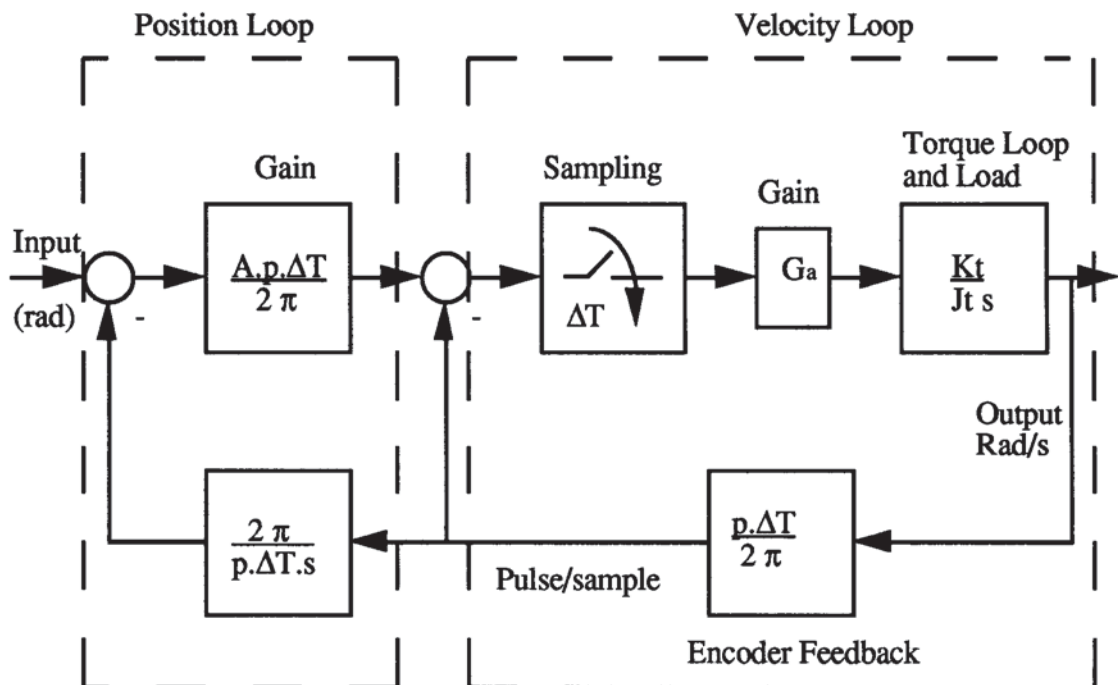 Position Loop
Velocity Loop
Gain
Sampling
Gain
Torque Loop
and Load
Input
(rad)
-
A.p.ΔT
2 π
-
ΔT
Ga
Kt
Jt s
Output
Rad/s
2 π
p.ΔT.s
Pulse/sample
p.ΔT
2 π
Encoder Feedback